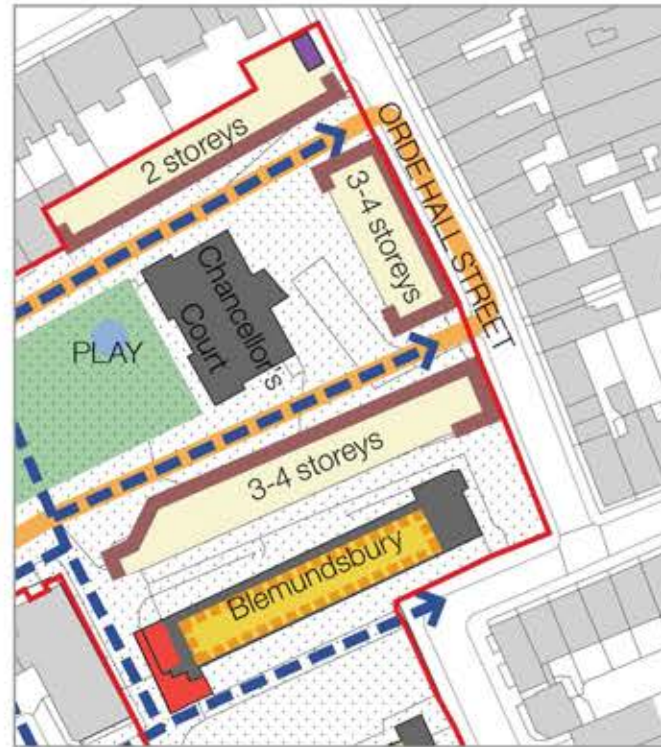 2 storeys
ORDE HALL STREET
3-4 storeys
Chancellor's
Court
PLAY
3-4 storeys
Blemundsbury